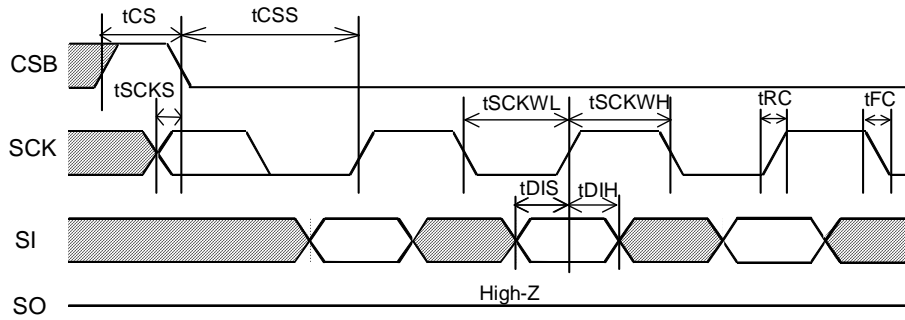 tCS tCSS
CSB
tSCKS tSCKWL tSCKWH tRC tFC
SCK
tDIS tDIH
SI
High-Z
SO